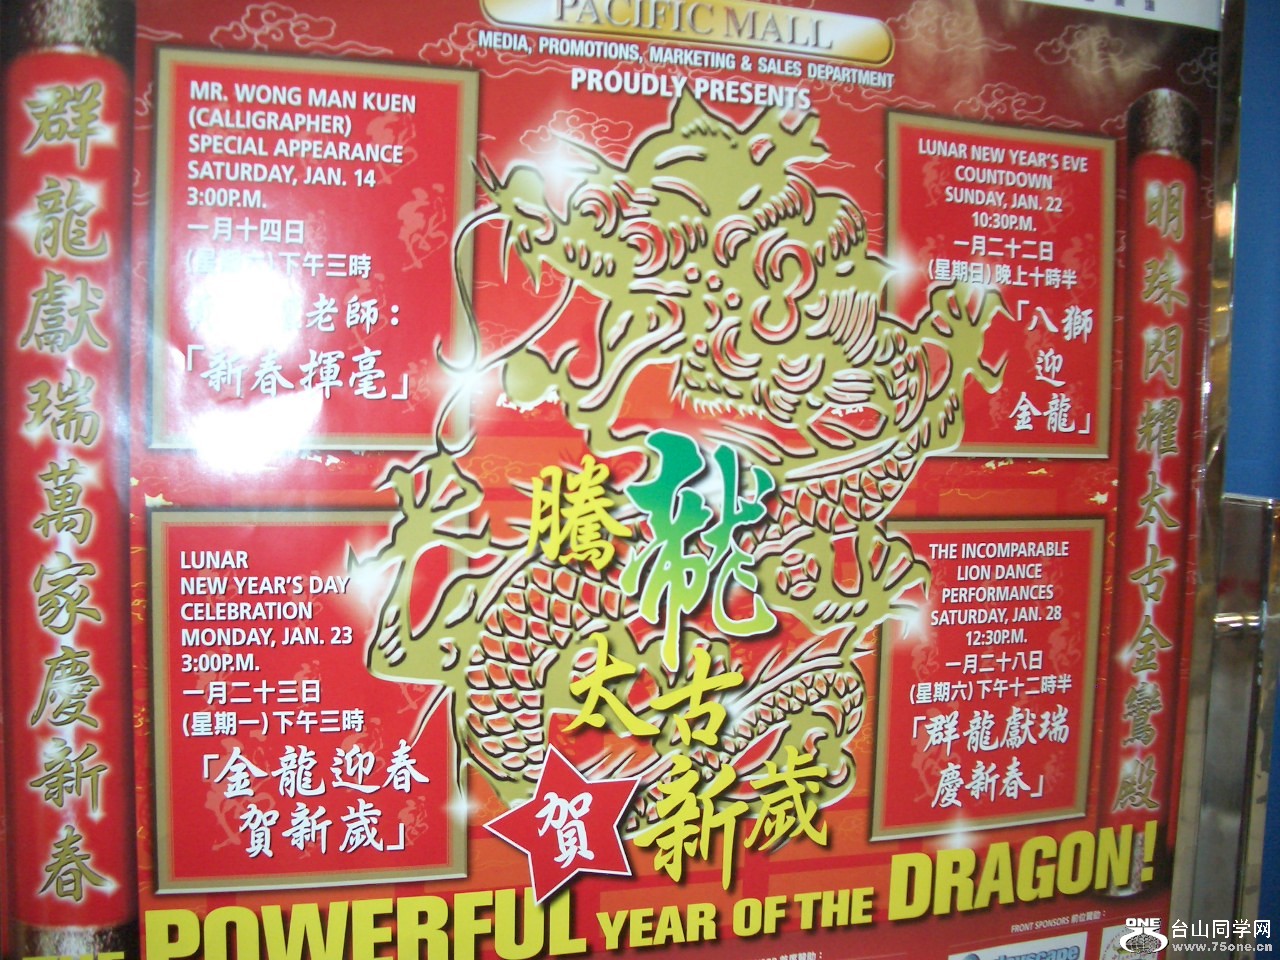 PACIFIC MALL
MEDIA, PROMOTIONS, MARKETING & SALES DEPARTMENT
PROUDLY PRESENTS
群龍獻瑞萬家慶新春
MR. WONG MAN KUEN
(CALLIGRAPHER)
SPECIAL APPEARANCE
SATURDAY, JAN. 14
3:00P.M.
一月十四日
下午三時
老師：
「新春揮毫」
LUNAR NEW YEAR'S EVE
COUNTDOWN
SUNDAY, JAN. 22
10:30P.M.
一月二十二日
(星期日)晚上十時半
「八獅
迎
金龍」
明珠閃耀太古金鑾殿
騰龍
太古
新歲
賀
LUNAR
NEW YEAR'S DAY
CELEBRATION
MONDAY, JAN. 23
3:00P.M.
一月二十三日
(星期一)下午三時
「金龍迎春
賀新歲」
THE INCOMPARABLE
LION DANCE
PERFORMANCES
SATURDAY, JAN. 28
12:30P.M.
一月二十八日
(星期六)下午十二時半
「群龍獻瑞
慶新春」
POWERFUL YEAR OF THE DRAGON!
FRONT SPONSORS 前位贊助：
ONE
台山同学网
www.75one.com